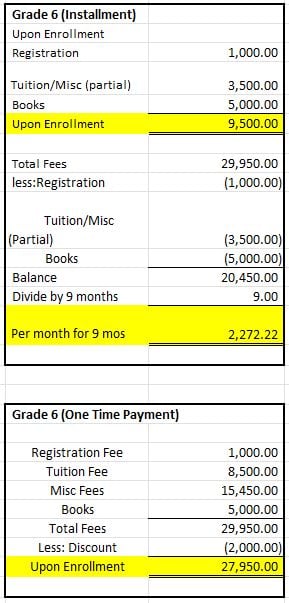 Grade 6 (Installment)
Upon Enrollment
Registration 1,000.00
Tuition/Misc (partial) 3,500.00
Books 5,000.00
Upon Enrollment 9,500.00
Total Fees 29,950.00
less:Registration (1,000.00)
Tuition/Misc
(Partial) (3,500.00)
Books (5,000.00)
Balance 20,450.00
Divide by 9 months 9.00
Per month for 9 mos 2,272.22
Grade 6 (One Time Payment)
Registration Fee 1,000.00
Tuition Fee 8,500.00
Misc Fees 15,450.00
Books 5,000.00
Total Fees 29,950.00
Less: Discount (2,000.00)
Upon Enrollment 27,950.00